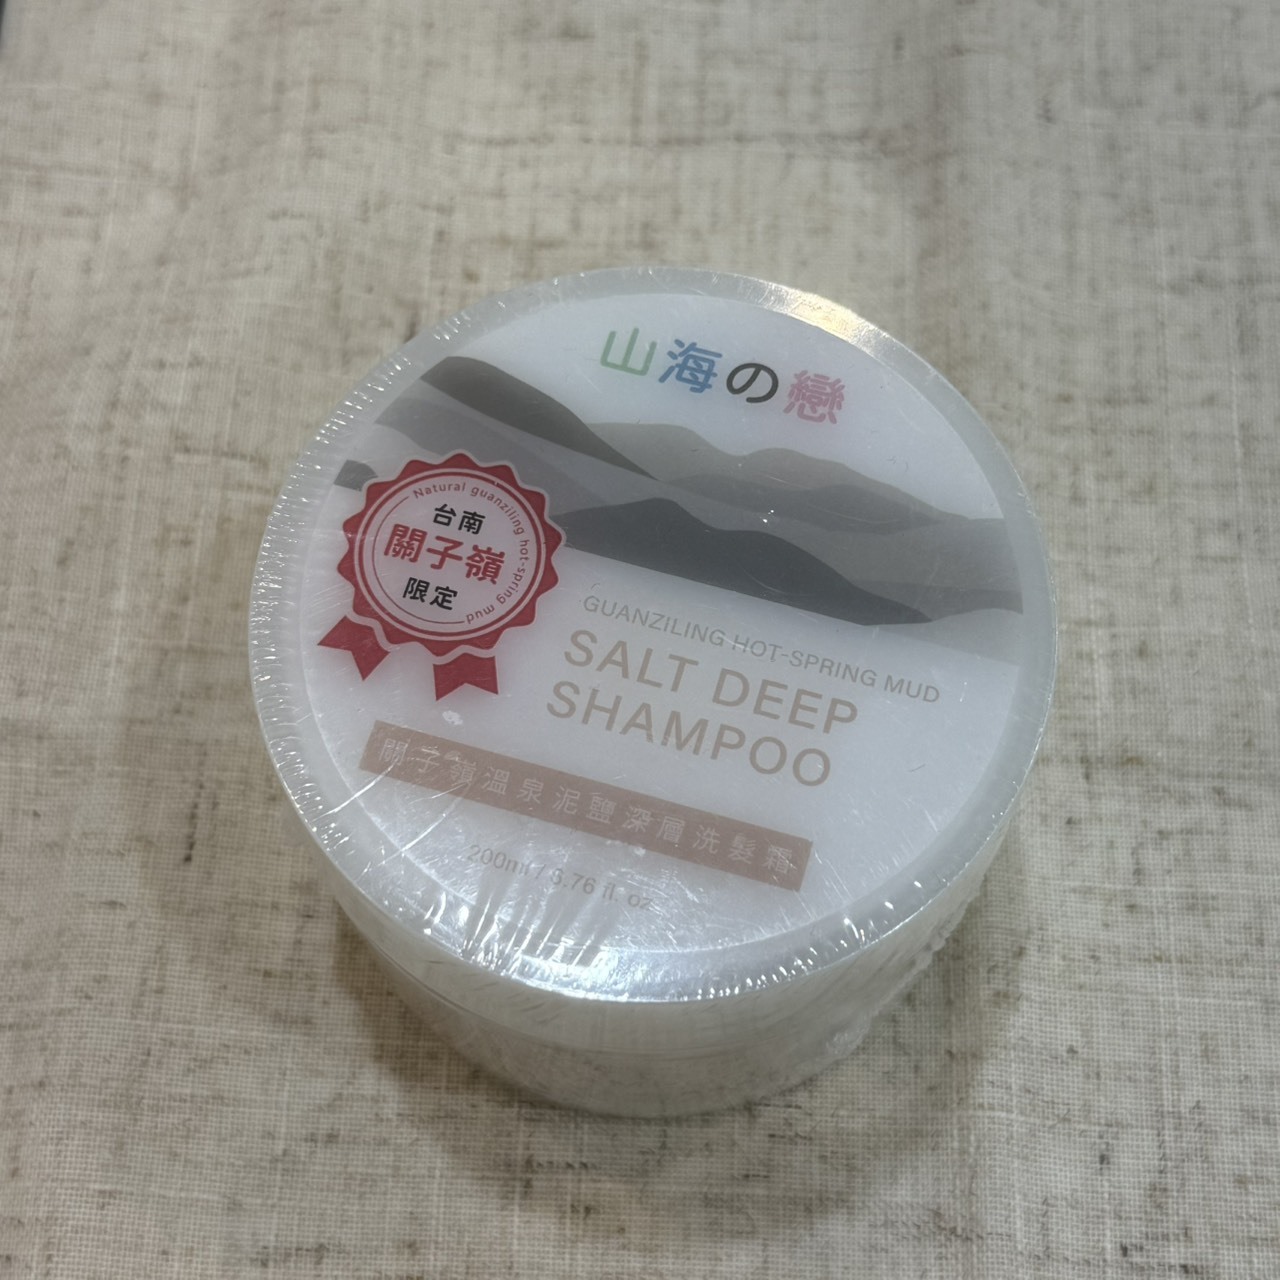 山海の戀
Natural guanziling hot-spring mud
台南
關子嶺
限定
GUANZILING HOT-SPRING MUD
SALT DEEP
SHAMPOO
關子嶺溫泉泥鹽深層洗髮霜
200ml / 6.76 fl. oz